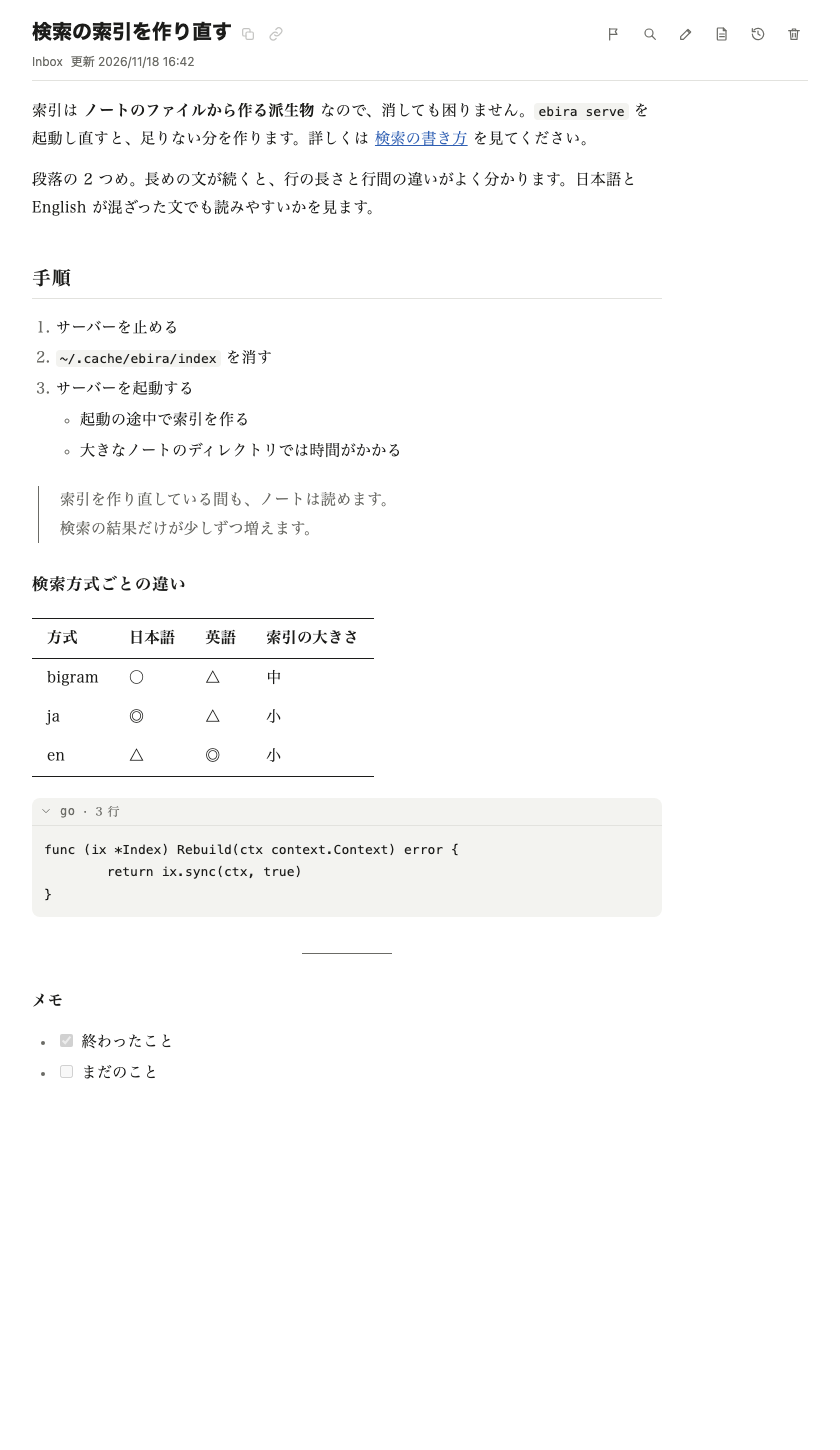 検索の索引を作り直す
Inbox 更新 2026/11/18 16:42
索引は ノートのファイルから作る派生物 なので、消しても困りません。 ebira serve を
起動し直すと、足りない分を作ります。詳しくは 検索の書き方 を見てください。
段落の 2 つめ。長めの文が続くと、行の長さと行間の違いがよく分かります。日本語と
English が混ざった文でも読みやすいかを見ます。
手順
1. サーバーを止める
2. ~/.cache/ebira/index を消す
3. サーバーを起動する
◦ 起動の途中で索引を作る
◦ 大きなノートのディレクトリでは時間がかかる
索引を作り直している間も、ノートは読めます。
検索の結果だけが少しずつ増えます。
検索方式ごとの違い
方式 日本語 英語 索引の大きさ
bigram ○ △ 中
ja ◎ △ 小
en △ ◎ 小
go · 3 行
func (ix *Index) Rebuild(ctx context.Context) error {
        return ix.sync(ctx, true)
}
メモ
• 終わったこと
• まだのこと